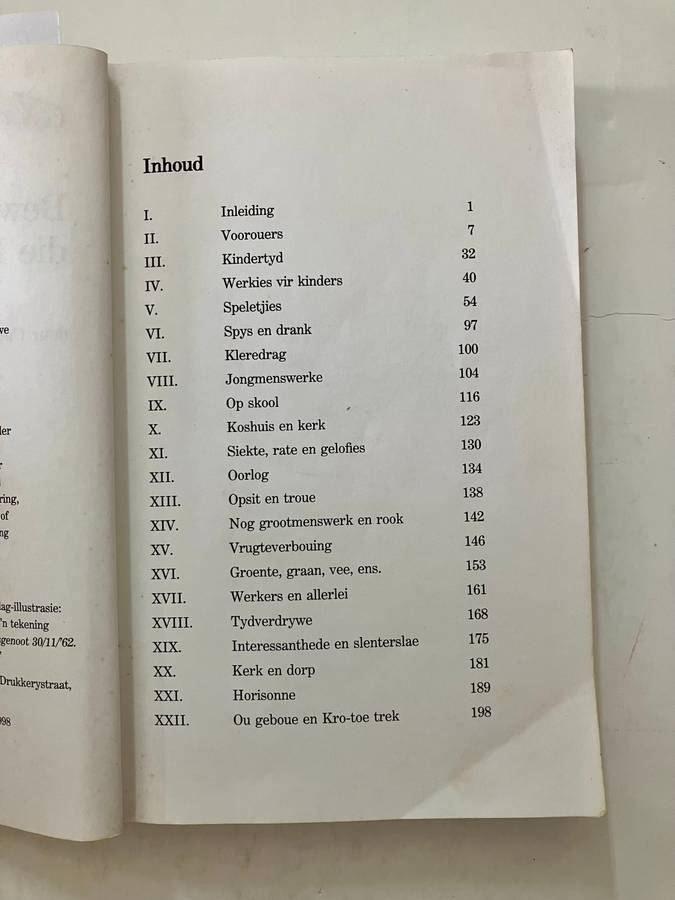 we
der
ring,
of
ng
lag-illustrasie:
'n tekening
sgenoot 30/11/'62.
Drukkerystraat,
998
Inhoud
I. Inleiding 1
II. Voorouers 7
III. Kindertyd 32
IV. Werkies vir kinders 40
V. Speletjies 54
VI. Spys en drank 97
VII. Kleredrag 100
VIII. Jongmenswerke 104
IX. Op skool 116
X. Koshuis en kerk 123
XI. Siekte, rate en gelofies 130
XII. Oorlog 134
XIII. Opsit en troue 138
XIV. Nog grootmenswerk en rook 142
XV. Vrugteverbouing 146
XVI. Groente, graan, vee, ens. 153
XVII. Werkers en allerlei 161
XVIII. Tydverdrywe 168
XIX. Interessanthede en slenterslae 175
XX. Kerk en dorp 181
XXI. Horisonne 189
XXII. Ou geboue en Kro-toe trek 198